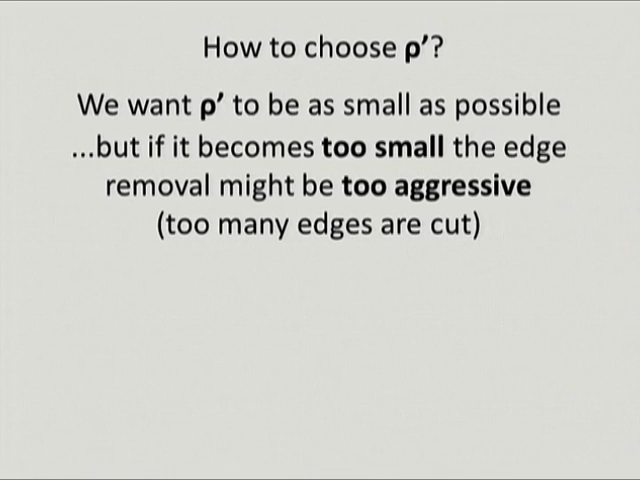 How to choose ρ′?
We want ρ′ to be as small as possible
...but if it becomes too small the edge
removal might be too aggressive
(too many edges are cut)